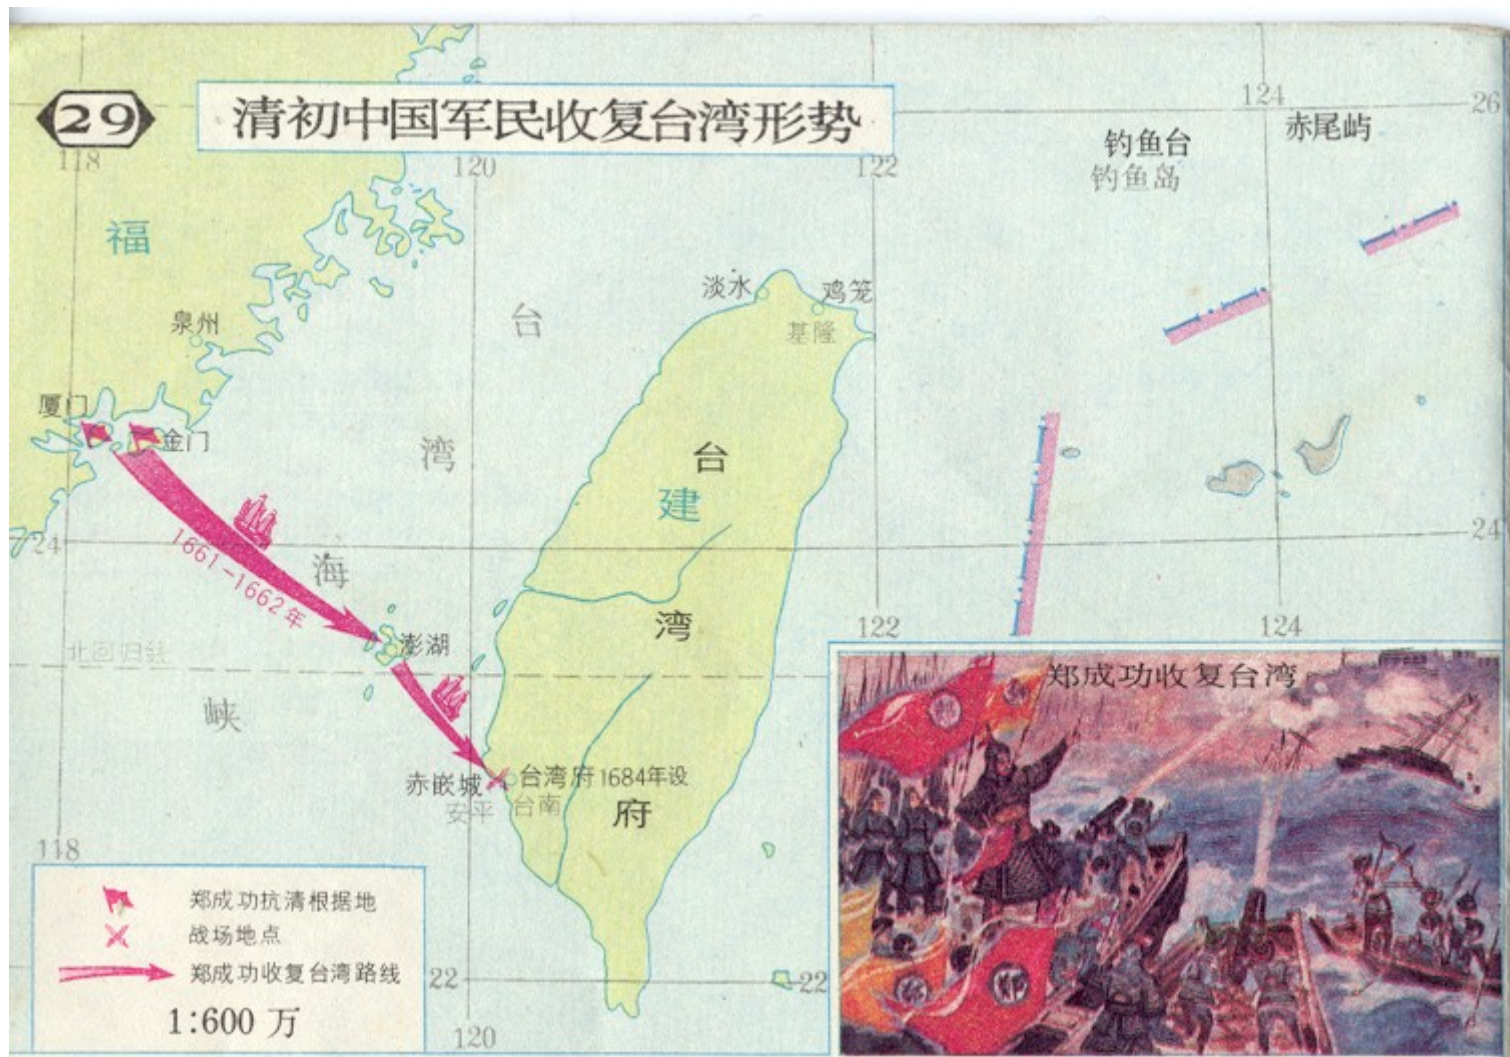 29
清初中国军民收复台湾形势
118
120
122
124
26
钓鱼台
钓鱼岛
赤尾屿
福
泉州
厦门
金门
台
湾
海
峡
淡水
鸡笼
基隆
台
建
湾
府
24
24
1661-1662年
澎湖
北回归线
122
124
赤嵌城
安平
台湾府1684年设
台南
118
22
22
120
郑成功抗清根据地
战场地点
郑成功收复台湾路线
1:600万
郑成功收复台湾
郑
郑